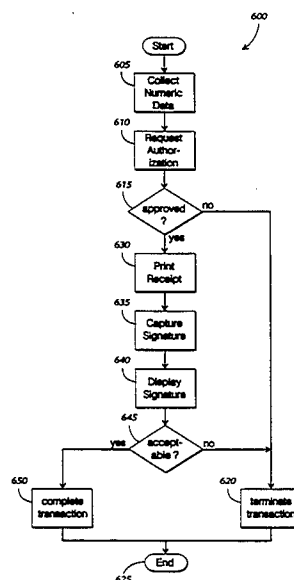 600
Start
605
Collect
Numeric
Data
610
Request
Author-
ization
615
approved
?
no
yes
630
Print
Receipt
635
Capture
Signature
640
Display
Signature
645
yes
accept-
able ?
no
650
complete
transaction
620
terminate
transaction
End
625